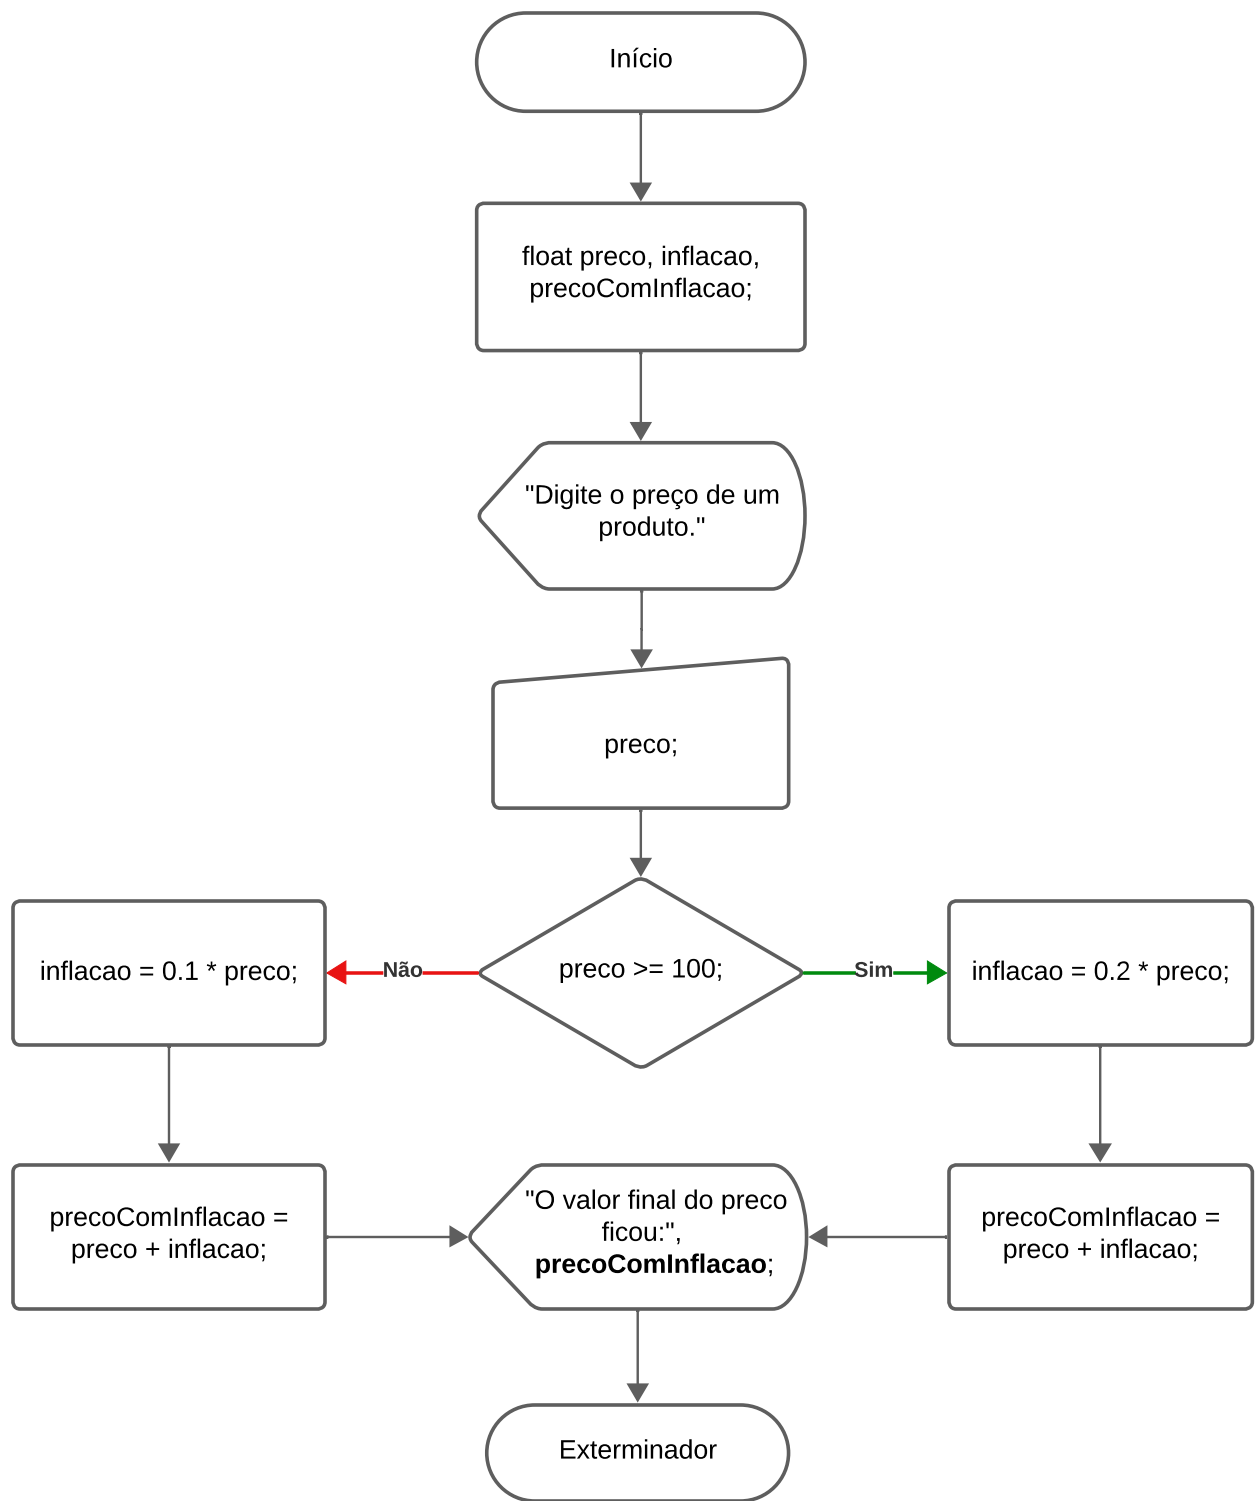 Início
float preco, inflacao,
precoComInflacao;
"Digite o preço de um
produto."
preco;
inflacao = 0.1 * preco;
Não
preco >= 100;
Sim
inflacao = 0.2 * preco;
precoComInflacao =
preco + inflacao;
"O valor final do preco
ficou:",
precoComInflacao;
precoComInflacao =
preco + inflacao;
Exterminador